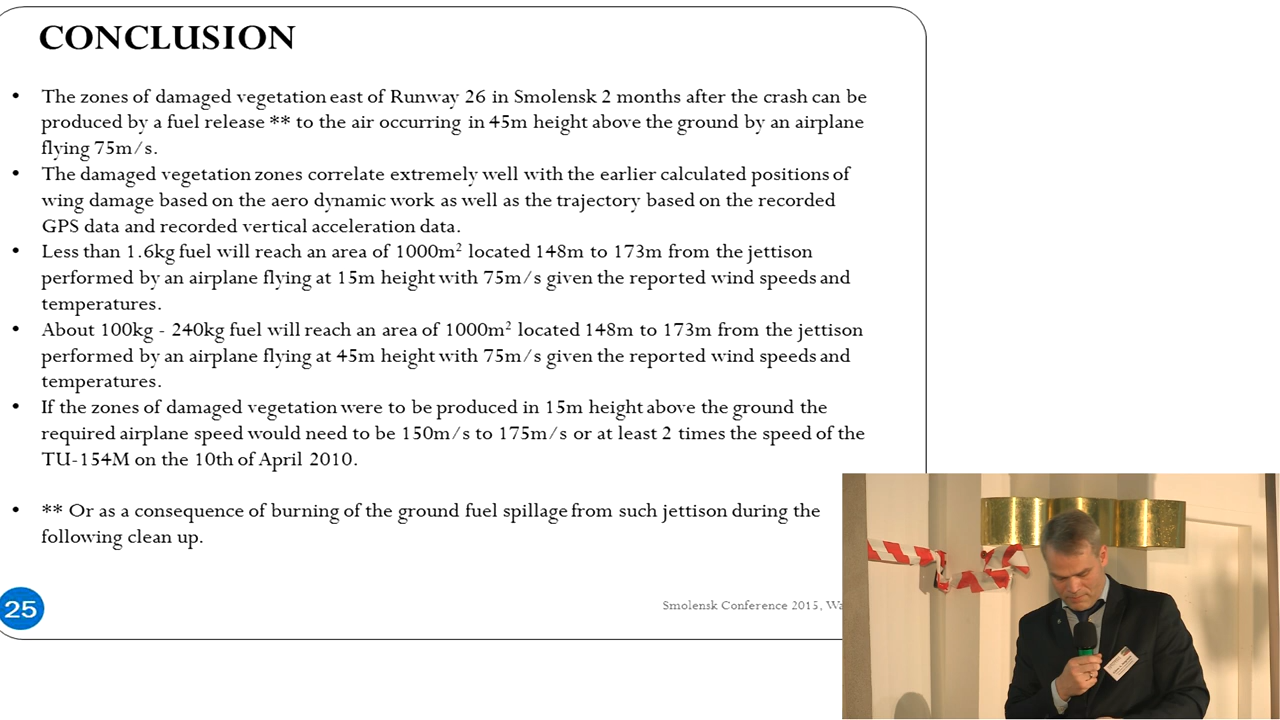 CONCLUSION
• The zones of damaged vegetation east of Runway 26 in Smolensk 2 months after the crash can be
produced by a fuel release ** to the air occurring in 45m height above the ground by an airplane
flying 75m/s.
• The damaged vegetation zones correlate extremely well with the earlier calculated positions of
wing damage based on the aero dynamic work as well as the trajectory based on the recorded
GPS data and recorded vertical acceleration data.
• Less than 1.6kg fuel will reach an area of 1000m² located 148m to 173m from the jettison
performed by an airplane flying at 15m height with 75m/s given the reported wind speeds and
temperatures.
• About 100kg - 240kg fuel will reach an area of 1000m² located 148m to 173m from the jettison
performed by an airplane flying at 45m height with 75m/s given the reported wind speeds and
temperatures.
• If the zones of damaged vegetation were to be produced in 15m height above the ground the
required airplane speed would need to be 150m/s to 175m/s or at least 2 times the speed of the
TU-154M on the 10th of April 2010.
• ** Or as a consequence of burning of the ground fuel spillage from such jettison during the
following clean up.
25
Smolensk Conference 2015,